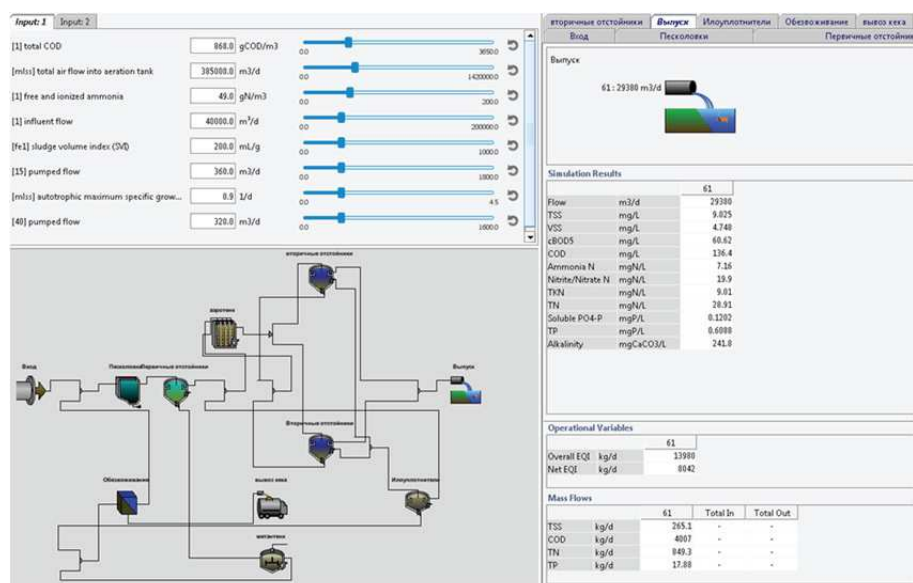 Input: 1 Input: 2
[1] total COD 868.0 gCOD/m3 0.0 3650.0
[mlss] total air flow into aeration tank 385000.0 m3/d 0.0 1420000.0
[1] free and ionized ammonia 49.0 gN/m3 0.0 200.0
[1] influent flow 40000.0 m³/d 0.0 200000.0
[fe1] sludge volume index (SVI) 200.0 mL/g 0.0 1000.0
[15] pumped flow 360.0 m3/d 0.0 1800.0
[mlss] autotrophic maximum specific grow... 0.9 1/d 0.0 4.5
[40] pumped flow 320.0 m3/d 0.0 1600.0
вторичные отстойники
аэротенк
Вход
Песколовки
Первичные отстойники
Выпуск
Вторичные отстойники
Обезвоживание
вывоз кека
Илоуплотнители
метантенк
вторичные отстойники Выпуск Илоуплотнители Обезвоживание вывоз кека
Вход Песколовки Первичные отстойник
Выпуск
61: 29380 m3/d
Simulation Results
61
Flow m3/d 29380
TSS mg/L 9.025
VSS mg/L 4.748
cBOD5 mg/L 60.62
COD mg/L 136.4
Ammonia N mgN/L 7.16
Nitrite/Nitrate N mgN/L 19.9
TKN mgN/L 9.01
TN mgN/L 28.91
Soluble PO4-P mgP/L 0.1202
TP mgP/L 0.6088
Alkalinity mgCaCO3/L 241.8
Operational Variables
61
Overall EQI kg/d 13980
Net EQI kg/d 8042
Mass Flows
61 Total In Total Out
TSS kg/d 265.1 - -
COD kg/d 4007 - -
TN kg/d 849.3 - -
TP kg/d 17.88 - -